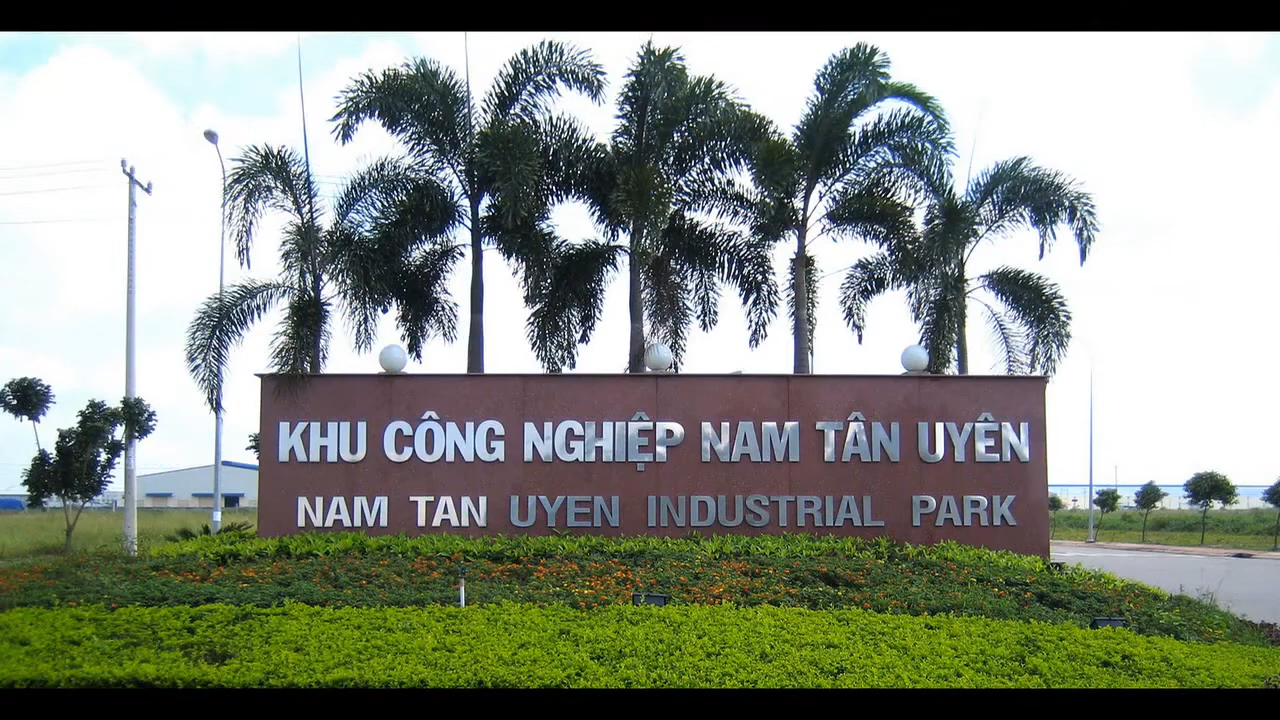 KHU CÔNG NGHIỆP NAM TÂN UYÊN
NAM TAN UYEN INDUSTRIAL PARK